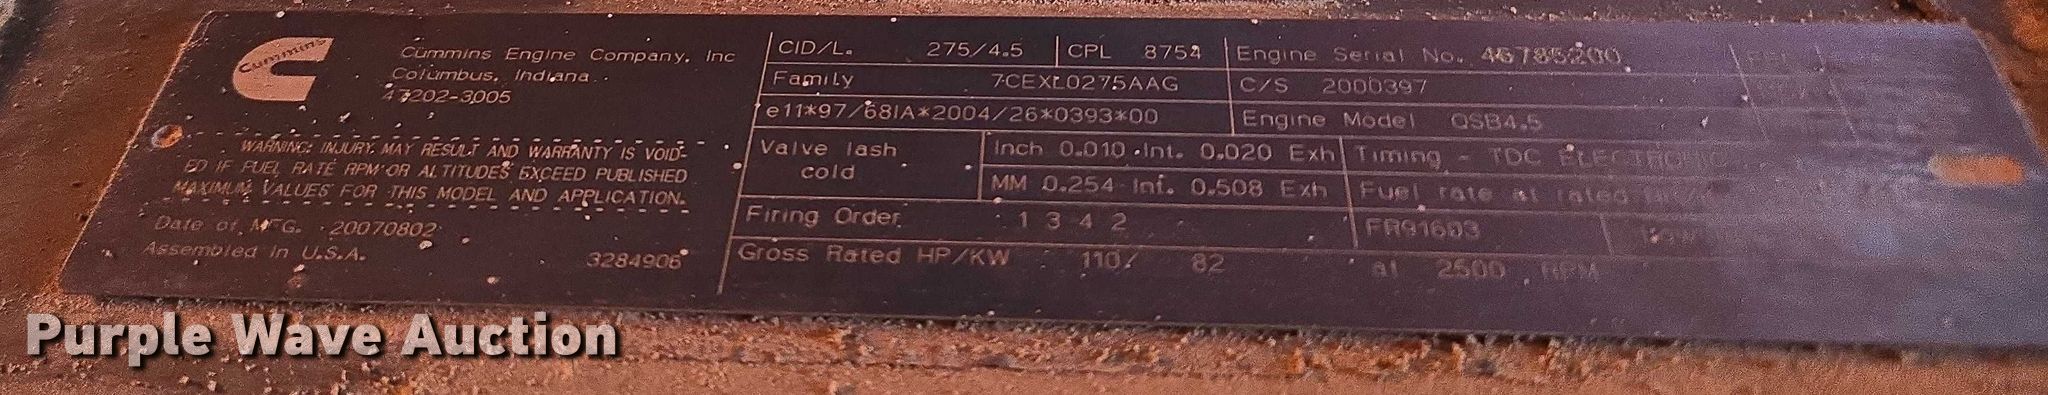 Cummins
Cummins Engine Company, Inc
Columbus, Indiana
47202-3005
WARNING: INJURY MAY RESULT AND WARRANTY IS VOID-
ED IF FUEL RATE RPM OR ALTITUDES EXCEED PUBLISHED
MAXIMUM VALUES FOR THIS MODEL AND APPLICATION.
Date of MFG. 20070802
Assembled in U.S.A. 3284906
CID/L. 275/4.5 CPL 8754 Engine Serial No. 46785200
Family 7CEXL0275AAG C/S 2000397
e11*97/68IA*2004/26*0393*00 Engine Model QSB4.5
Valve lash cold Inch 0.010 Int. 0.020 Exh Timing - TDC ELECTRONIC
MM 0.254 Int. 0.508 Exh Fuel rate at rated
Firing Order 1 3 4 2 FR91603
Gross Rated HP/KW 110/ 82 at 2500 RPM
Purple Wave Auction